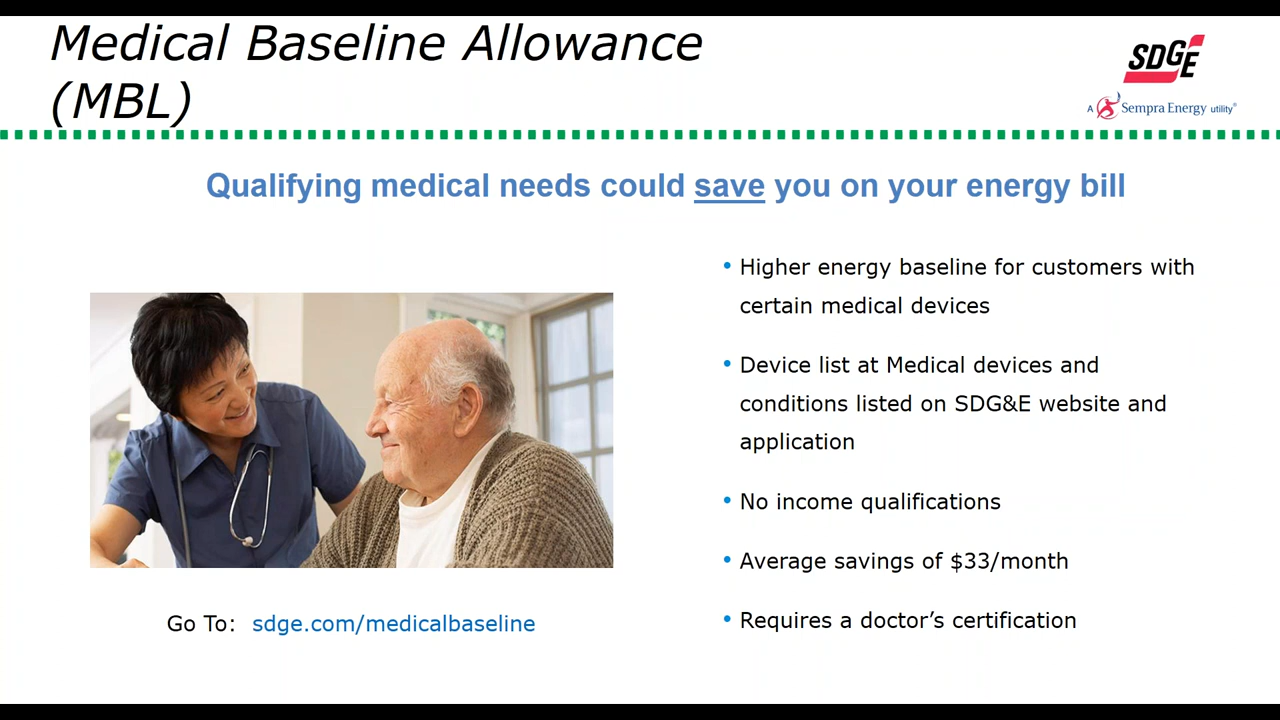 Medical Baseline Allowance
(MBL)
SDGE
A Sempra Energy utility®
Qualifying medical needs could save you on your energy bill
• Higher energy baseline for customers with
certain medical devices
• Device list at Medical devices and
conditions listed on SDG&E website and
application
• No income qualifications
• Average savings of $33/month
• Requires a doctor’s certification
Go To: sdge.com/medicalbaseline